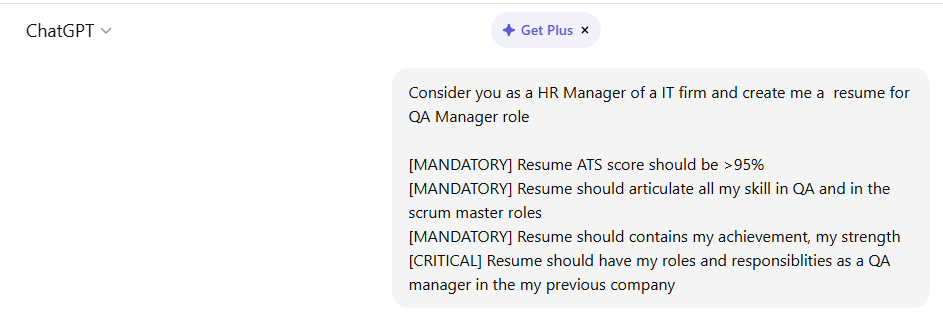 ChatGPT
Get Plus ×
Consider you as a HR Manager of a IT firm and create me a  resume for
QA Manager role
[MANDATORY] Resume ATS score should be >95%
[MANDATORY] Resume should articulate all my skill in QA and in the
scrum master roles
[MANDATORY] Resume should contains my achievement, my strength
[CRITICAL] Resume should have my roles and responsiblities as a QA
manager in the my previous company